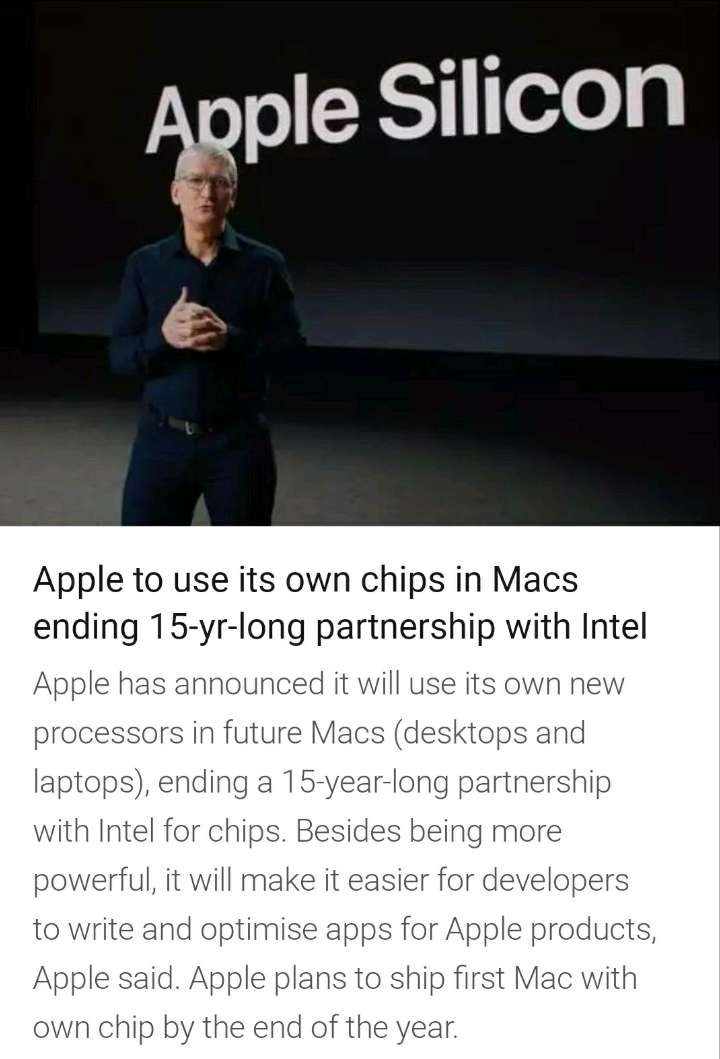 Apple Silicon
Apple to use its own chips in Macs
ending 15-yr-long partnership with Intel
Apple has announced it will use its own new
processors in future Macs (desktops and
laptops), ending a 15-year-long partnership
with Intel for chips. Besides being more
powerful, it will make it easier for developers
to write and optimise apps for Apple products,
Apple said. Apple plans to ship first Mac with
own chip by the end of the year.